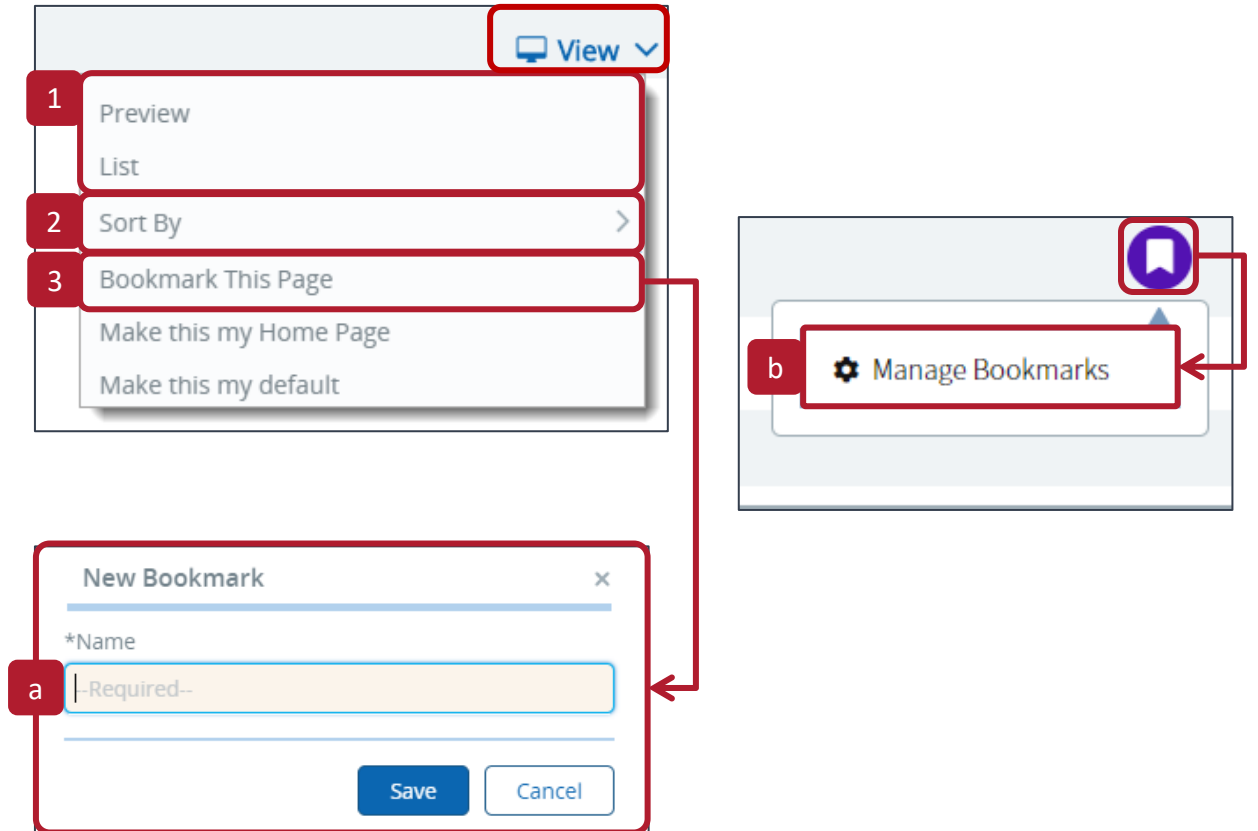 View
1
Preview
List
2
Sort By
3
Bookmark This Page
Make this my Home Page
Make this my default
b
Manage Bookmarks
New Bookmark
×
*Name
a
--Required--
Save
Cancel